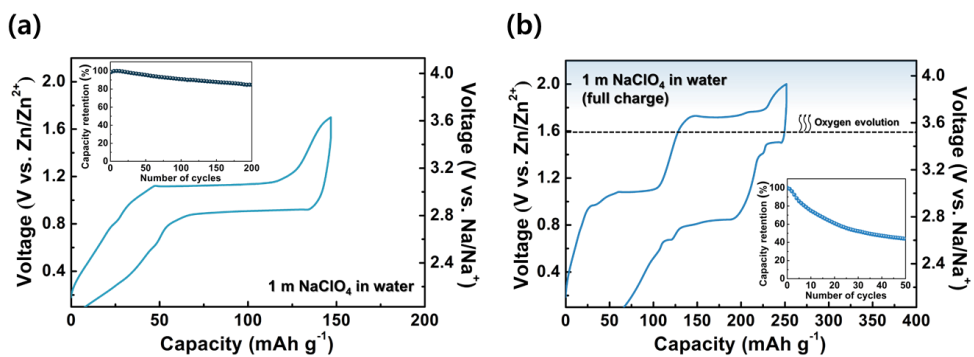 (a)
Voltage (V vs. Zn/Zn²⁺)
2.0
1.6
1.2
0.8
0.4
Capacity retention (%)
100
80
60
40
20
0
0 50 100 150 200
Number of cycles
1 m NaClO₄ in water
4.0
3.6
3.2
2.8
2.4
Voltage (V vs. Na/Na⁺)
0 50 100 150 200
Capacity (mAh g⁻¹)
(b)
Voltage (V vs. Zn/Zn²⁺)
2.0
1.6
1.2
0.8
0.4
1 m NaClO₄ in water
(full charge)
Oxygen evolution
Capacity retention (%)
100
80
60
40
20
0
0 10 20 30 40 50
Number of cycles
4.0
3.6
3.2
2.8
2.4
Voltage (V vs. Na/Na⁺)
0 50 100 150 200 250 300 350 400
Capacity (mAh g⁻¹)